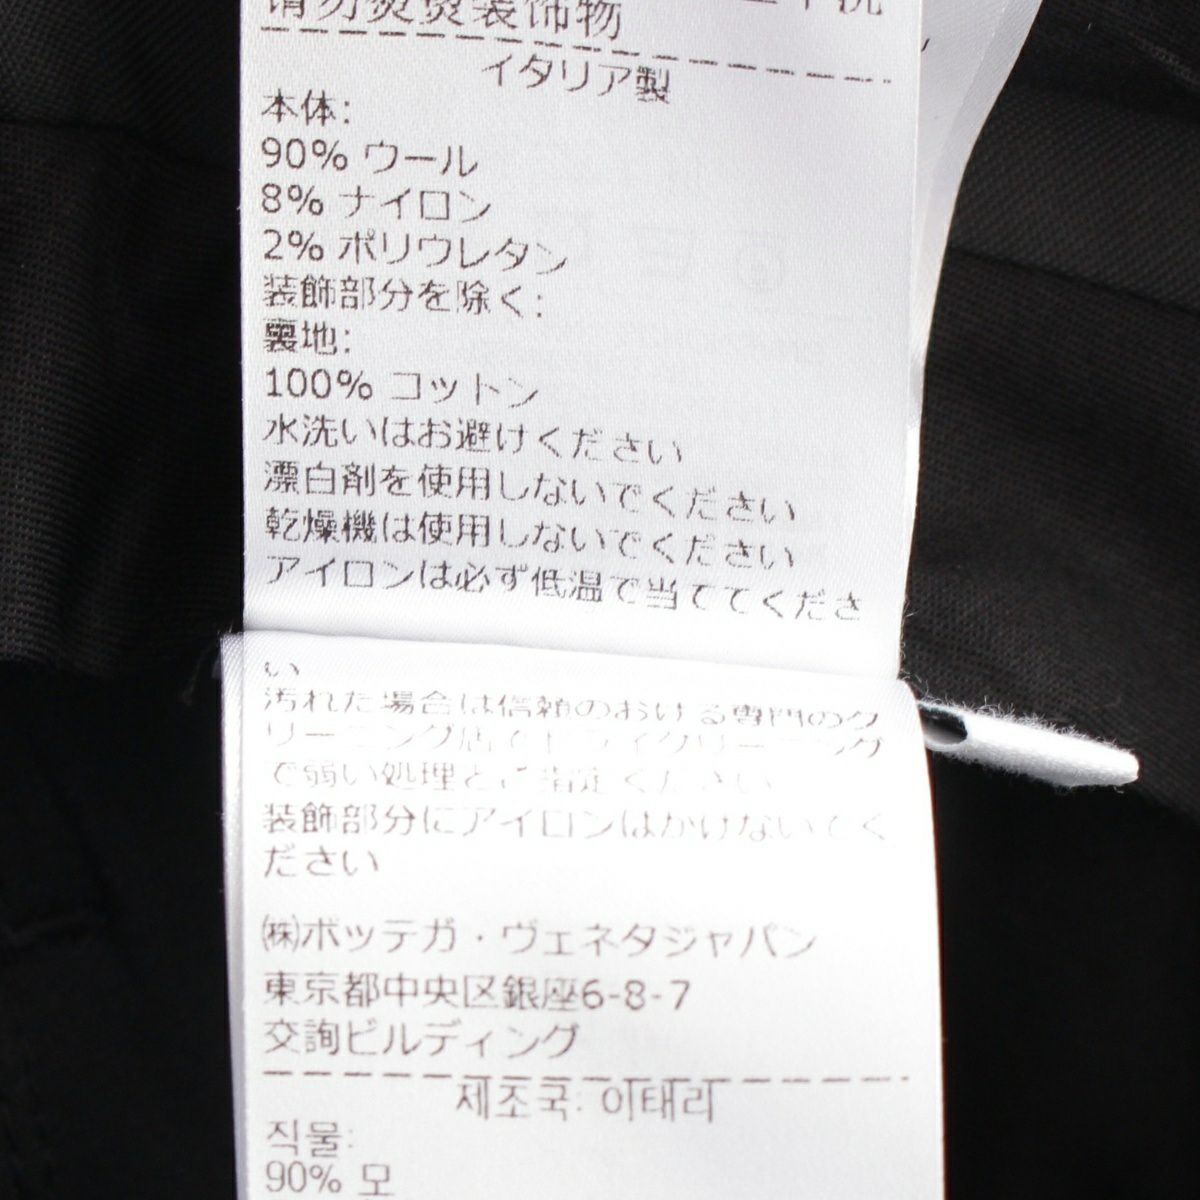 请勿熨烫装饰物
イタリア製
本体:
90% ウール
8% ナイロン
2% ポリウレタン
装飾部分を除く:
裏地:
100% コットン
水洗いはお避けください
漂白剤を使用しないでください
乾燥機は使用しないでください
アイロンは必ず低温で当ててくださ
い
汚れた場合は信頼のおける専門のク
リーニング店でドライクリーニング
で弱い処理とご指定ください
装飾部分にアイロンはかけないでく
ださい
㈱ボッテガ・ヴェネタジャパン
東京都中央区銀座6-8-7
交詢ビルディング
제조국: 이태리
직물:
90% 모